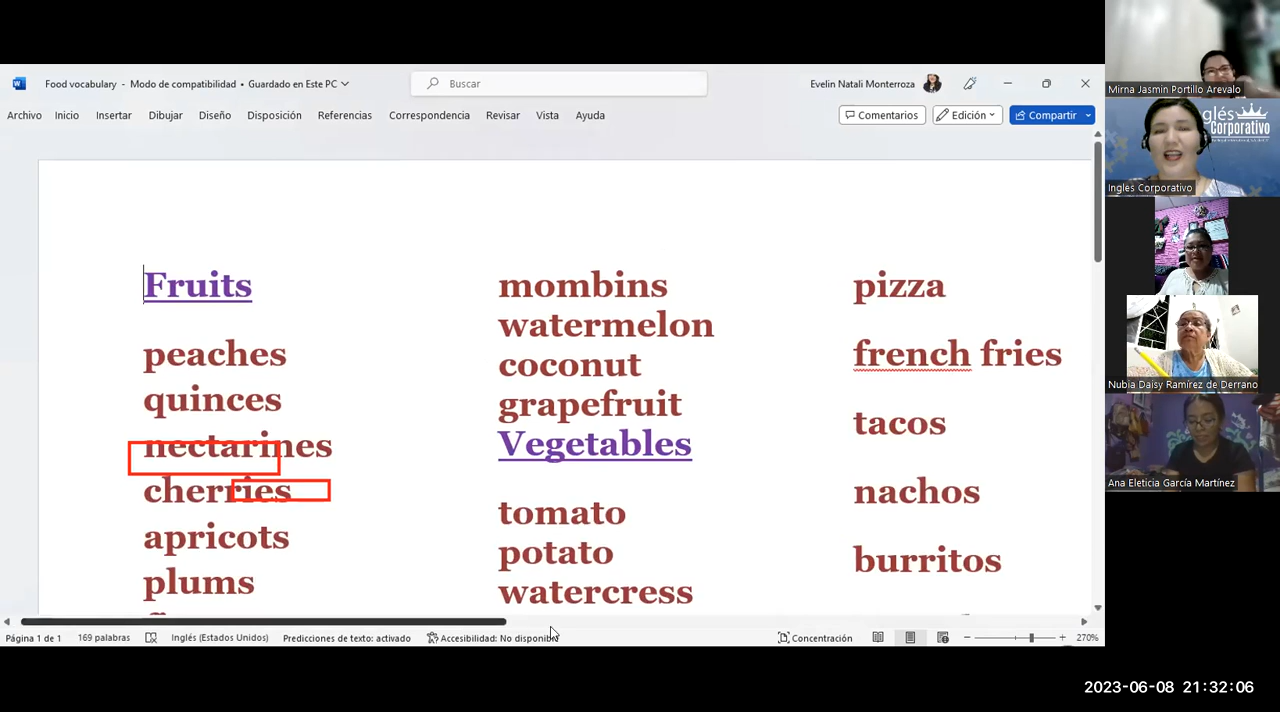 Food vocabulary - Modo de compatibilidad • Guardado en Este PC
Buscar
Evelin Natali Monterroza
Archivo Inicio Insertar Dibujar Diseño Disposición Referencias Correspondencia Revisar Vista Ayuda
Comentarios Edición Compartir
Fruits
peaches
quinces
nectarines
cherries
apricots
plums
mombins
watermelon
coconut
grapefruit
Vegetables
tomato
potato
watercress
pizza
french fries
tacos
nachos
burritos
Página 1 de 1 169 palabras Inglés (Estados Unidos) Predicciones de texto: activado Accesibilidad: No disponible Concentración 270%
Mirna Jasmin Portillo Arevalo
glés
Corporativo
Ingles Corporativo
Nubia Daisy Ramírez de Derrano
Ana Eleticia García Martínez
2023-06-08 21:32:06